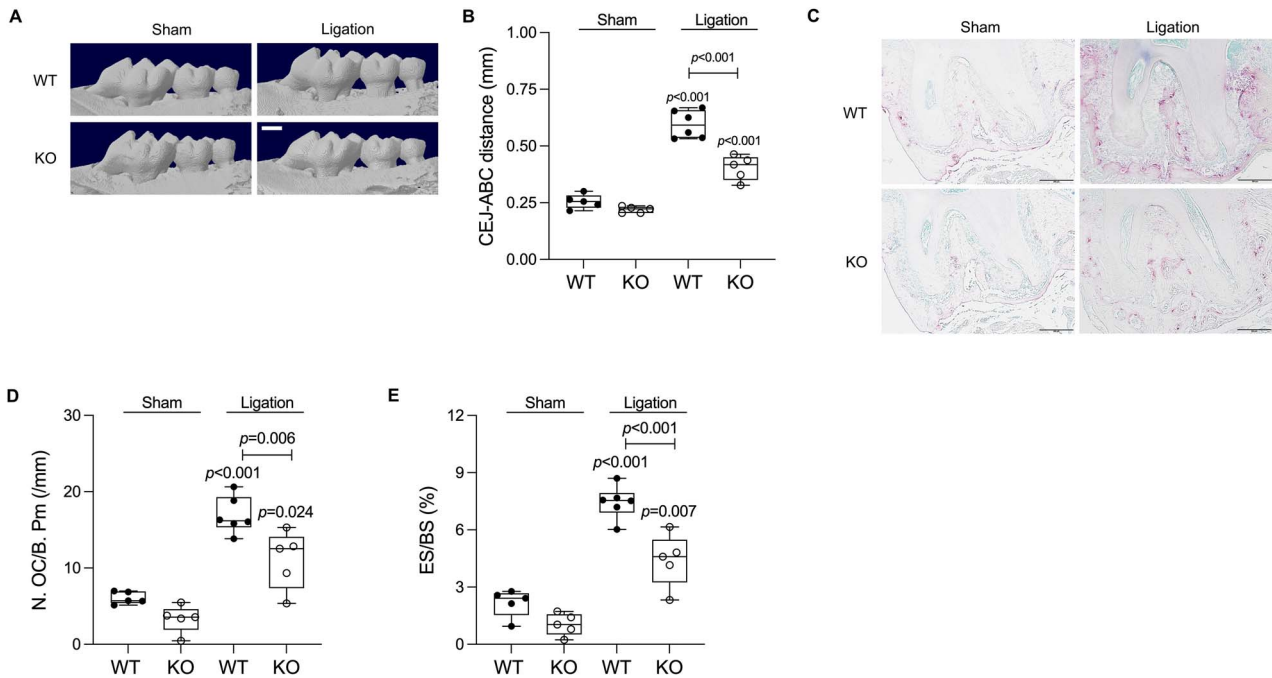 A
Sham
Ligation
WT
KO
B
Sham
Ligation
CEJ-ABC distance (mm)
1.00
0.75
0.50
0.25
0.00
p<0.001
p<0.001
p<0.001
WT
KO
WT
KO
C
Sham
Ligation
WT
KO
D
Sham
Ligation
N. OC/B. Pm (/mm)
30
20
10
0
p=0.006
p<0.001
p=0.024
WT
KO
WT
KO
E
Sham
Ligation
ES/BS (%)
12
9
6
3
0
p<0.001
p<0.001
p=0.007
WT
KO
WT
KO